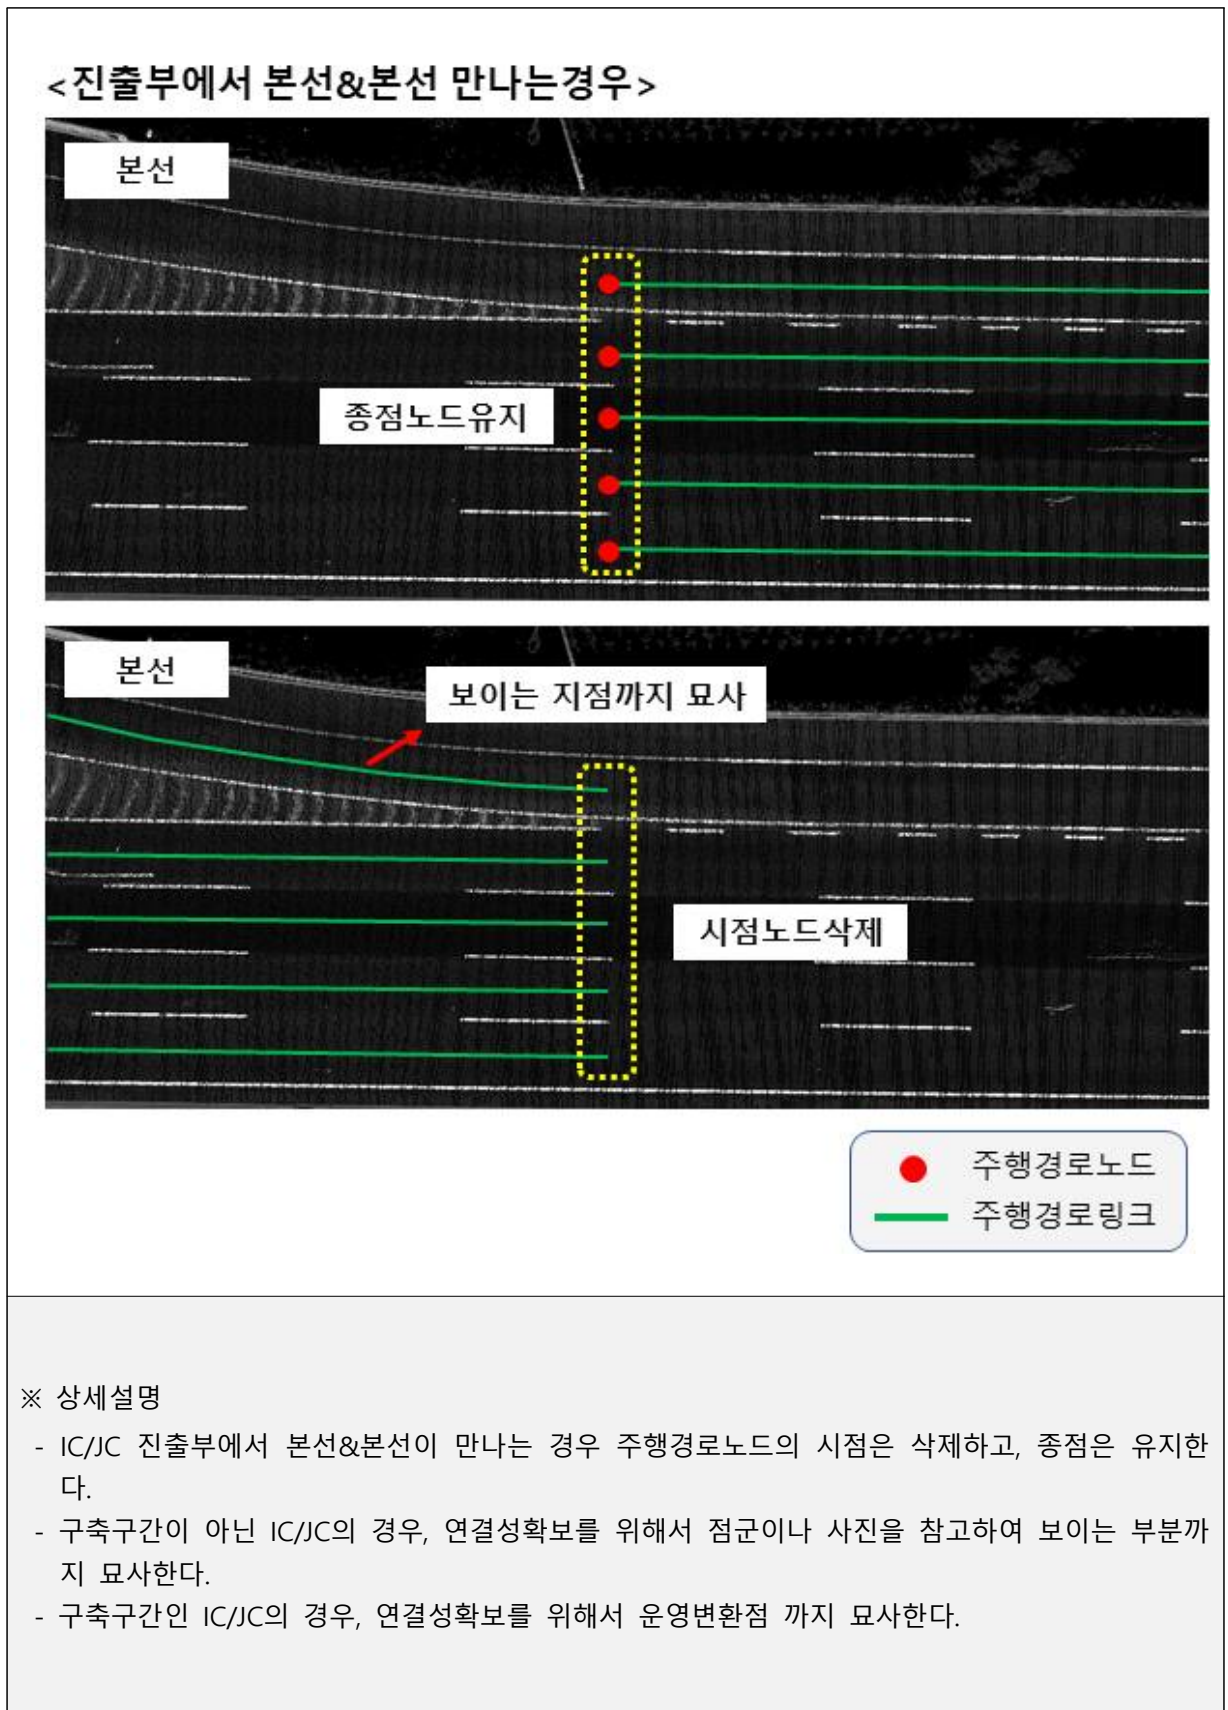 <진출부에서 본선&본선 만나는경우>
본선
종점노드유지
본선
보이는 지점까지 묘사
시점노드삭제
주행경로노드
주행경로링크
※ 상세설명
- IC/JC 진출부에서 본선&본선이 만나는 경우 주행경로노드의 시점은 삭제하고, 종점은 유지한
다.
- 구축구간이 아닌 IC/JC의 경우, 연결성확보를 위해서 점군이나 사진을 참고하여 보이는 부분까
지 묘사한다.
- 구축구간인 IC/JC의 경우, 연결성확보를 위해서 운영변환점 까지 묘사한다.